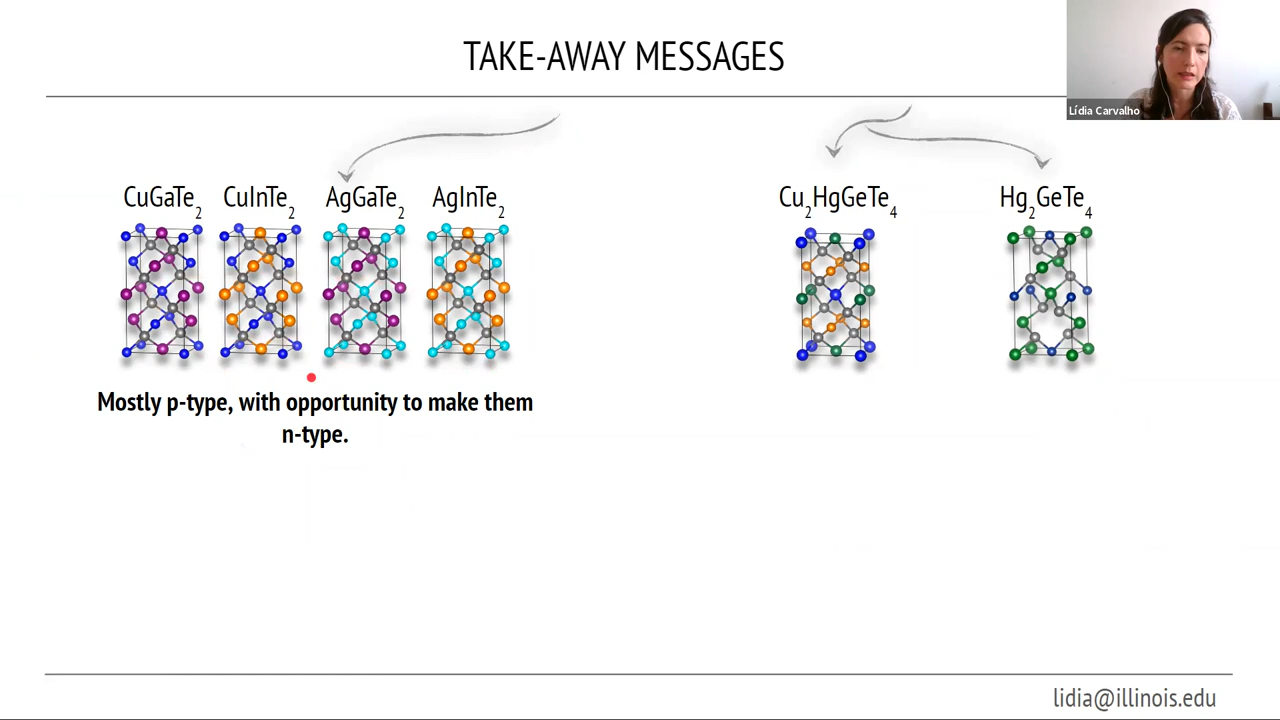 TAKE-AWAY MESSAGES
Lídia Carvalho
CuGaTe2 CuInTe2 AgGaTe2 AgInTe2 Cu2HgGeTe4 Hg2GeTe4
Mostly p-type, with opportunity to make them
n-type.
lidia@illinois.edu